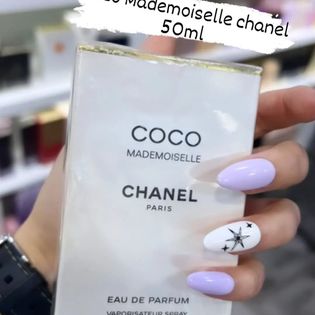 Mademoiselle chanel
50ml
COCO
MADEMOISELLE
CHANEL
PARIS
EAU DE PARFUM
VAPORISATEUR SPRAY